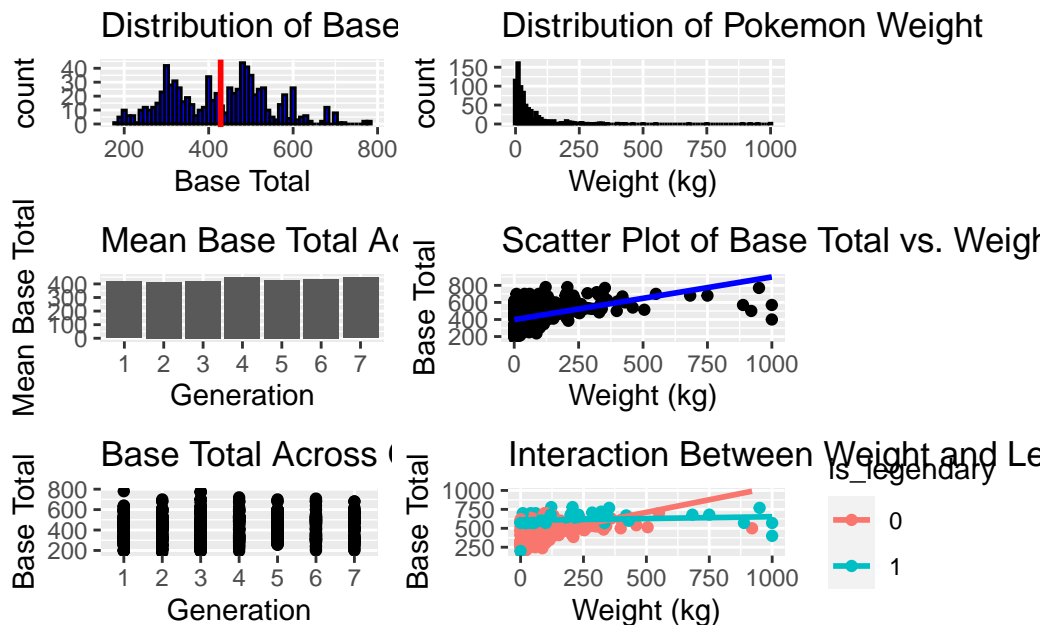 Distribution of Base
count
40
30
20
10
0
200 400 600 800
Base Total
Distribution of Pokemon Weight
count
150
100
50
0
0 250 500 750 1000
Weight (kg)
Mean Base Total Ac
Mean Base Total
400
300
200
100
0
1 2 3 4 5 6 7
Generation
Scatter Plot of Base Total vs. Weigh
Base Total
800
600
400
200
0 250 500 750 1000
Weight (kg)
Base Total Across
Base Total
800
600
400
200
1 2 3 4 5 6 7
Generation
Interaction Between Weight and Le
Base Total
1000
750
500
250
0 250 500 750 1000
Weight (kg)
is_legendary
0
1